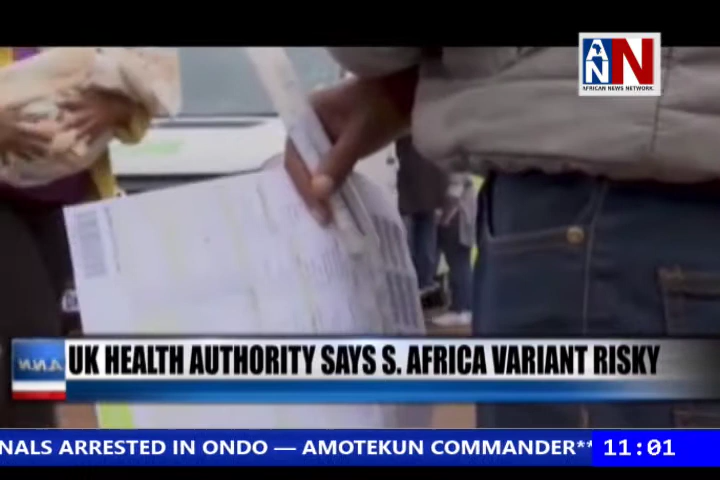 AN N
AFRICAN NEWS NETWORK
UK HEALTH AUTHORITY SAYS S. AFRICA VARIANT RISKY
NALS ARRESTED IN ONDO — AMOTEKUN COMMANDER** 11:01